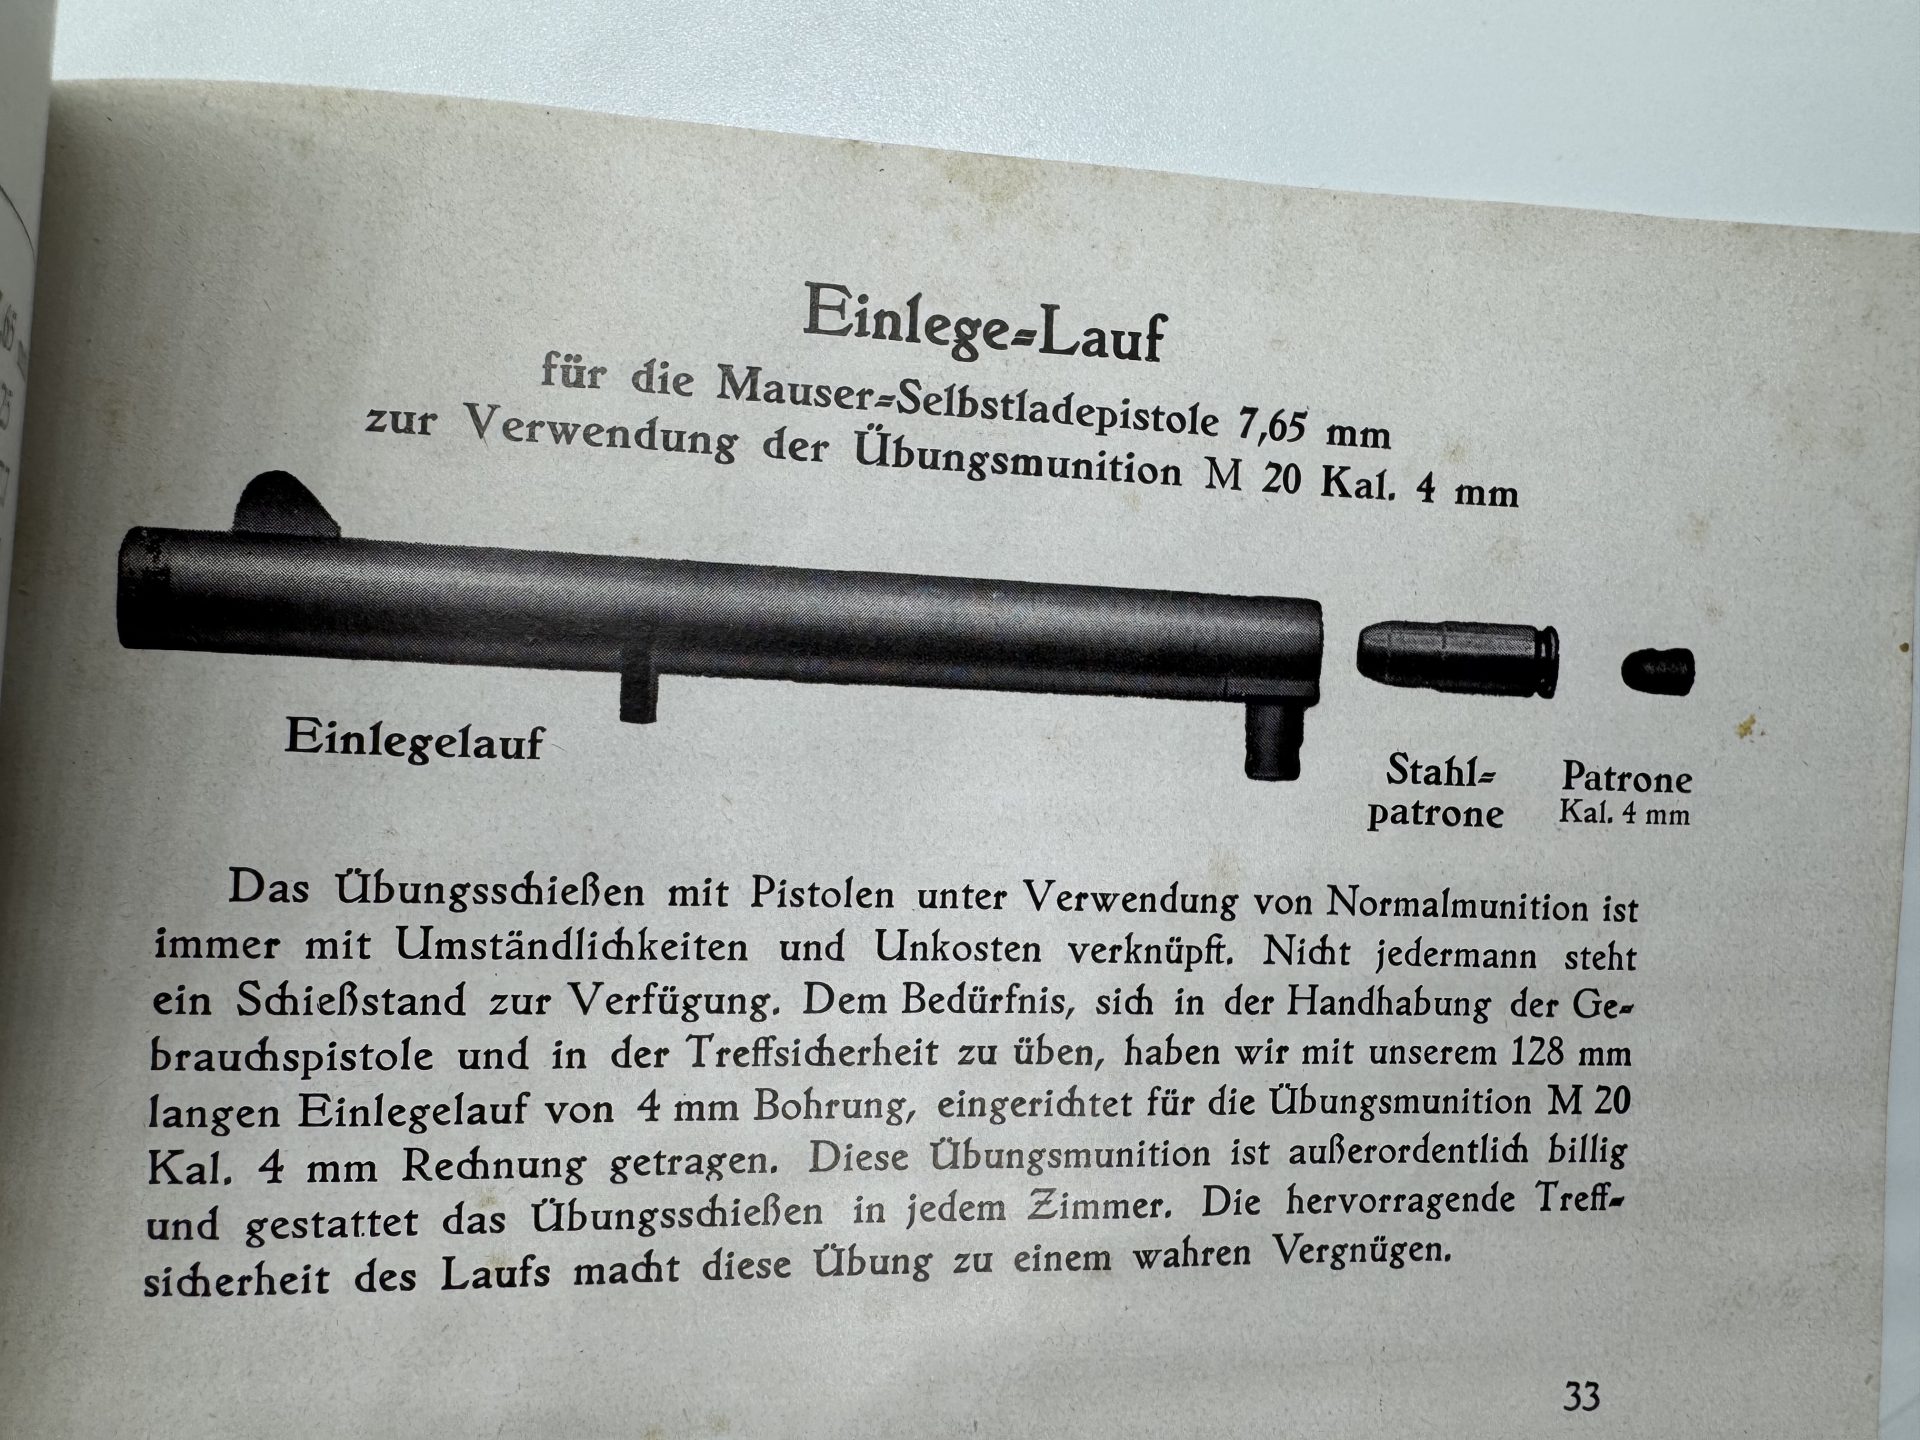 Einlege=Lauf
für die Mauser=Selbstladepistole 7,65 mm
zur Verwendung der Übungsmunition M 20 Kal. 4 mm
Einlegelauf
Stahl=
patrone
Patrone
Kal. 4 mm
Das Übungsschießen mit Pistolen unter Verwendung von Normalmunition ist
immer mit Umständlichkeiten und Unkosten verknüpft. Nicht jedermann steht
ein Schießstand zur Verfügung. Dem Bedürfnis, sich in der Handhabung der Ge=
brauchspistole und in der Treffsicherheit zu üben, haben wir mit unserem 128 mm
langen Einlegelauf von 4 mm Bohrung, eingerichtet für die Übungsmunition M 20
Kal. 4 mm Rechnung getragen. Diese Übungsmunition ist außerordentlich billig
und gestattet das Übungsschießen in jedem Zimmer. Die hervorragende Treff=
sicherheit des Laufs macht diese Übung zu einem wahren Vergnügen.
33